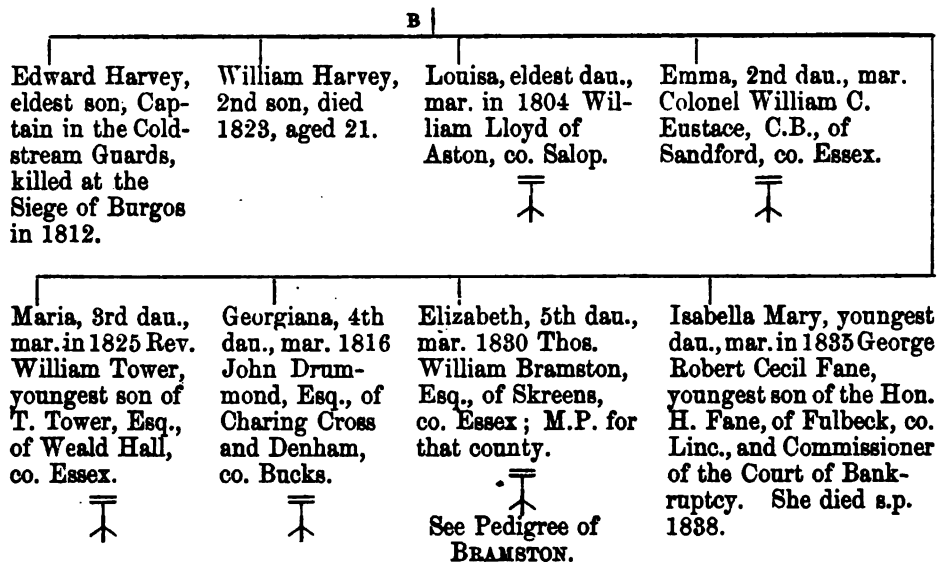 B
Edward Harvey,
eldest son, Cap-
tain in the Cold-
stream Guards,
killed at the
Siege of Burgos
in 1812.
William Harvey,
2nd son, died
1823, aged 21.
Louisa, eldest dau.,
mar. in 1804 Wil-
liam Lloyd of
Aston, co. Salop.
Emma, 2nd dau., mar.
Colonel William C.
Eustace, C.B., of
Sandford, co. Essex.
Maria, 3rd dau.,
mar. in 1825 Rev.
William Tower,
youngest son of
T. Tower, Esq.,
of Weald Hall,
co. Essex.
Georgiana, 4th
dau., mar. 1816
John Drum-
mond, Esq., of
Charing Cross
and Denham,
co. Bucks.
Elizabeth, 5th dau.,
mar. 1830 Thos.
William Bramston,
Esq., of Skreens,
co. Essex; M.P. for
that county.
See Pedigree of
BRAMSTON.
Isabella Mary, youngest
dau., mar. in 1835 George
Robert Cecil Fane,
youngest son of the Hon.
H. Fane, of Fulbeck, co.
Linc., and Commissioner
of the Court of Bank-
ruptcy. She died s.p.
1838.